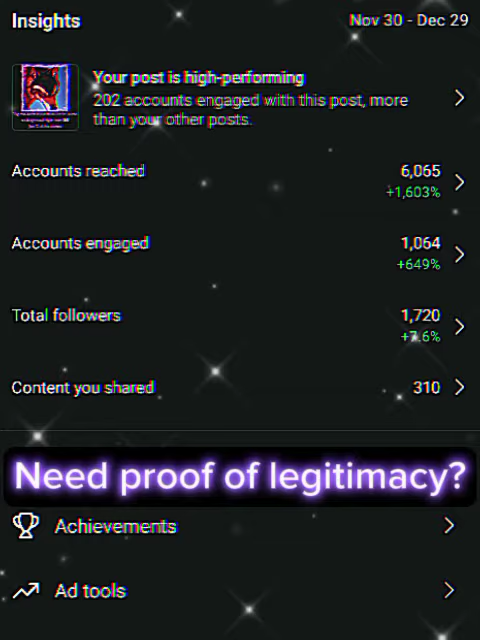 Insights
Nov 30 - Dec 29
Your post is high-performing
202 accounts engaged with this post, more
than your other posts.
Accounts reached
6,065
+1,603%
Accounts engaged
1,064
+649%
Total followers
1,720
+7.6%
Content you shared
310
Need proof of legitimacy?
Achievements
Ad tools